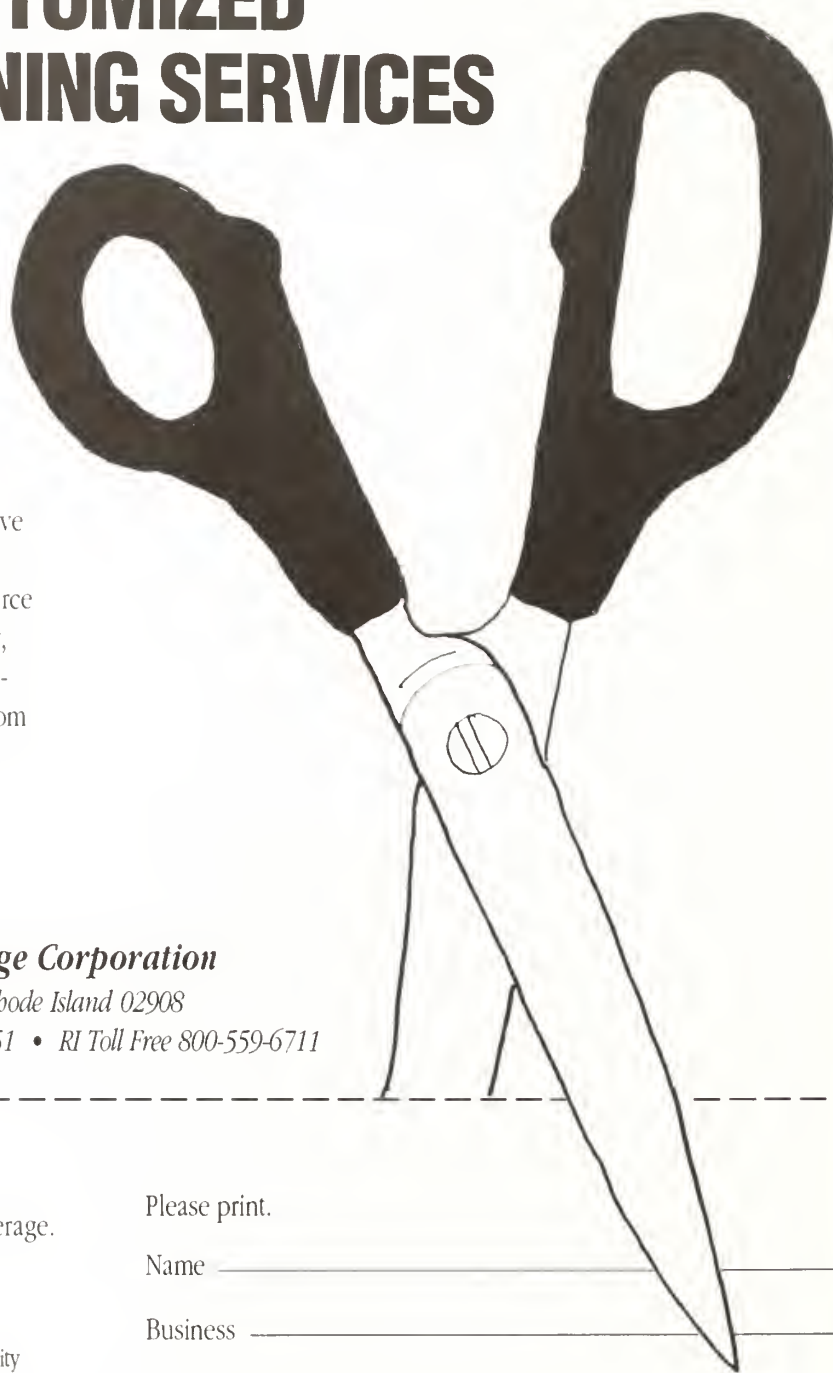 TOMIZED
NING SERVICES
ve
rce
,
-
om
ge Corporation
bode Island 02908
51 • RI Toll Free 800-559-6711
erage.
Please print.
Name
Business
ity